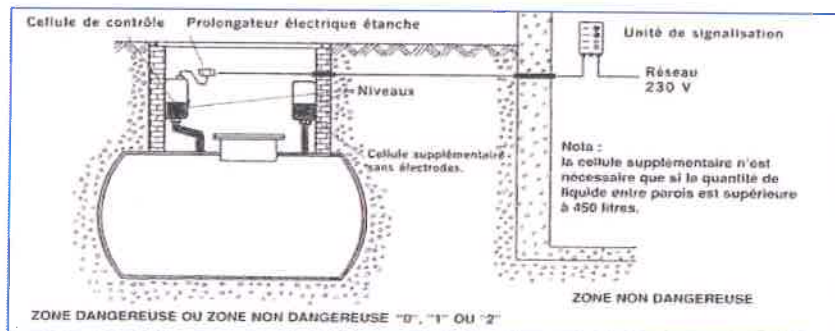 Cellule de contrôle
Prolongateur électrique étanche
Unité de signalisation
Réseau
230 V
Niveaux
Cellule supplémentaire
sans électrodes.
Nota :
la cellule supplémentaire n'est
nécessaire que si la quantité de
liquide entre parois est supérieure
à 450 litres.
ZONE NON DANGEREUSE
ZONE DANGEREUSE OU ZONE NON DANGEREUSE "0", "1" OU "2"